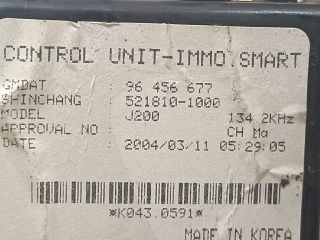 CONTROL UNIT-IMMO.SMART
GMDAT : 96 456 677
SHINCHANG : 521810-1000
MODEL : J200 134.2KHz
APPROVAL NO : CH Ma
DATE : 2004/03/11 05:29:05
*K043.0591*
MADE IN KOREA